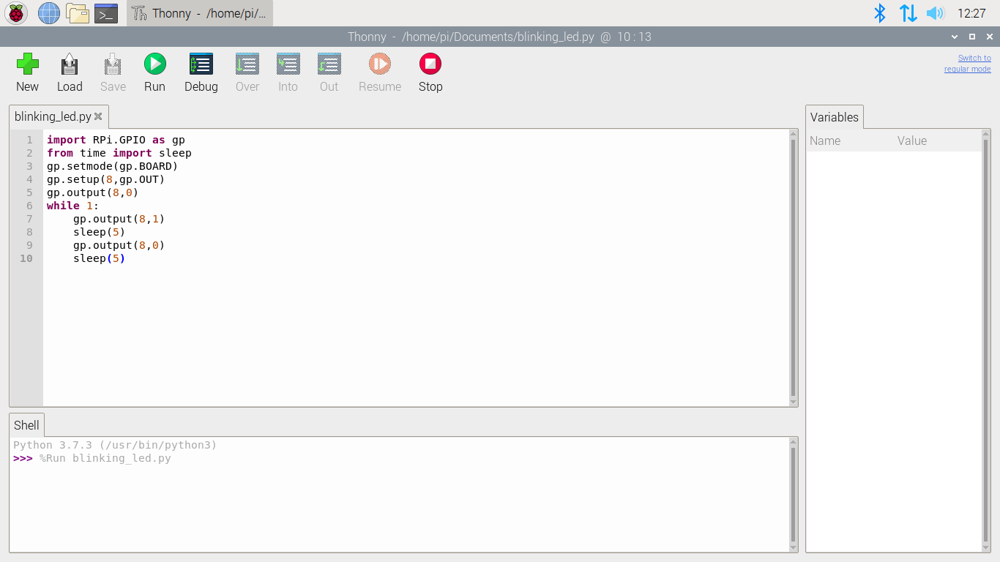 Thonny - /home/pi/...
12:27
Thonny - /home/pi/Documents/blinking_led.py @ 10 : 13
New Load Save Run Debug Over Into Out Resume Stop
Switch to
regular mode
blinking_led.py
1 import RPi.GPIO as gp
2 from time import sleep
3 gp.setmode(gp.BOARD)
4 gp.setup(8,gp.OUT)
5 gp.output(8,0)
6 while 1:
7     gp.output(8,1)
8     sleep(5)
9     gp.output(8,0)
10     sleep(5)
Variables
Name Value
Shell
Python 3.7.3 (/usr/bin/python3)
>>> %Run blinking_led.py